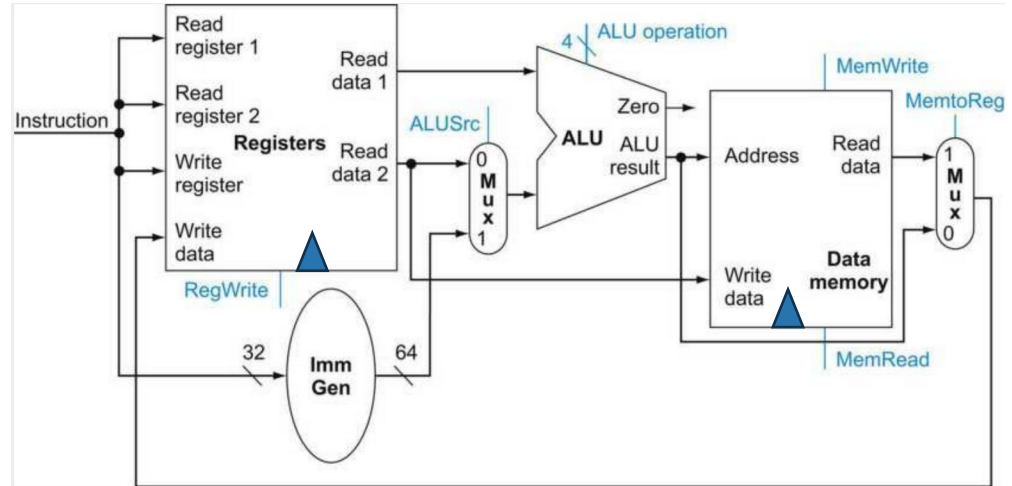 Instruction
Read
register 1
Read
register 2
Registers
Write
register
Write
data
RegWrite
Read
data 1
Read
data 2
ALUSrc
0
M
u
x
1
32
Imm
Gen
64
4
ALU operation
Zero
ALU
ALU
result
MemWrite
Address
Read
data
Write
data
Data
memory
MemRead
MemtoReg
1
M
u
x
0